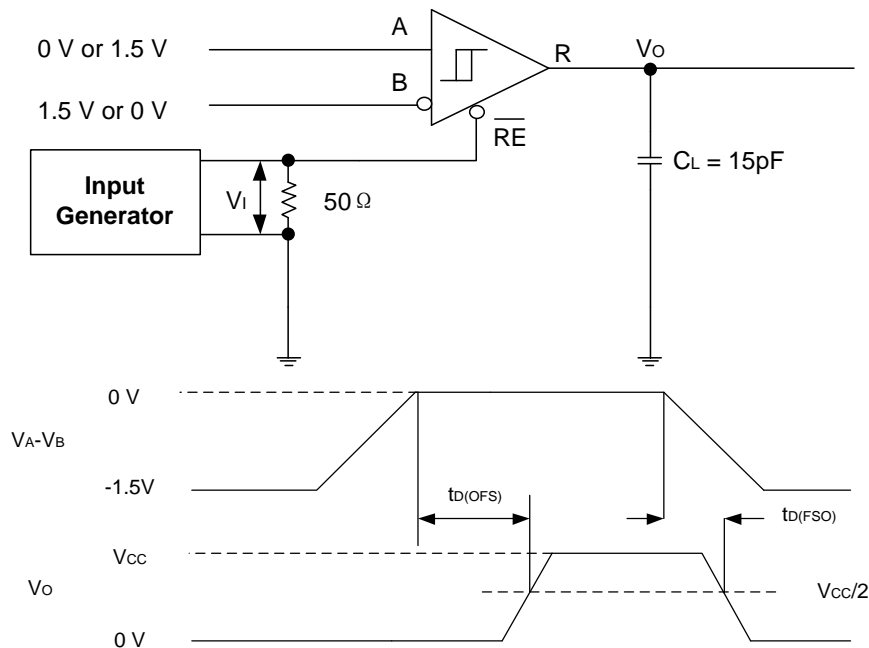 A
0 V or 1.5 V
R
VO
B
1.5 V or 0 V
RE
Input
Generator
VI
50 Ω
CL = 15pF
0 V
VA-VB
-1.5V
tD(OFS)
tD(FSO)
VCC
VO
VCC/2
0 V